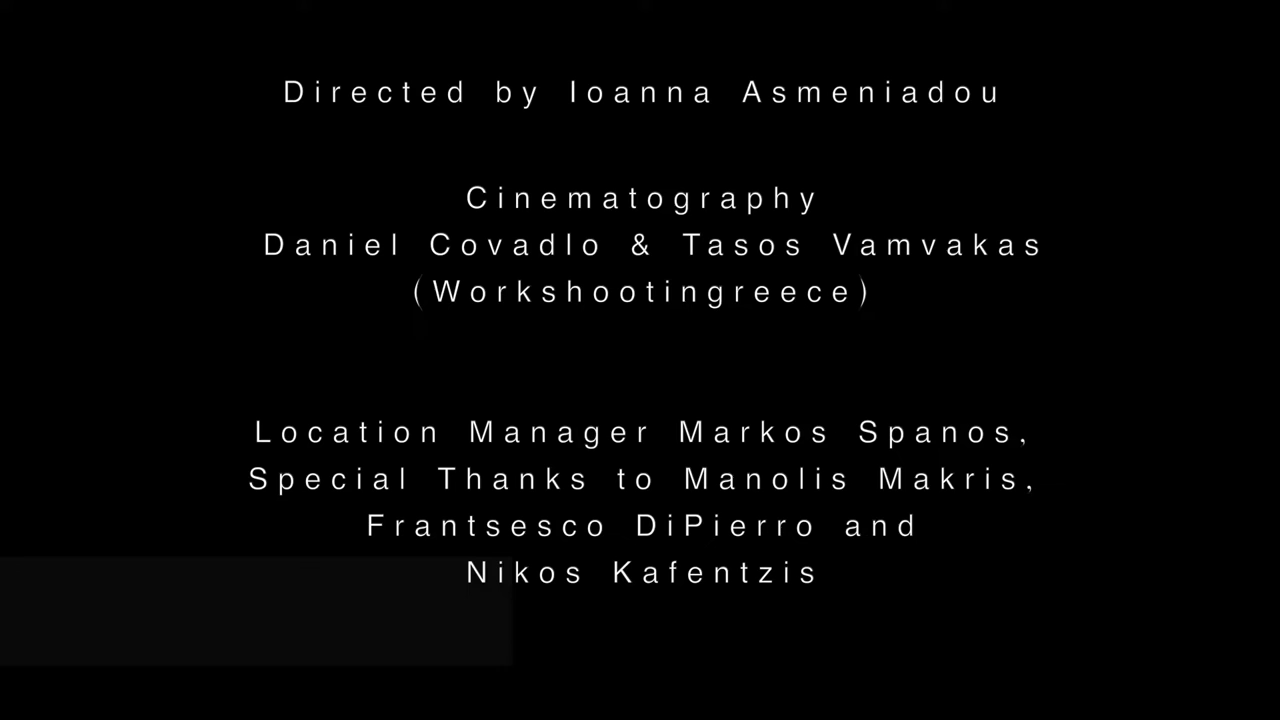 Directed by Ioanna Asmeniadou
Cinematography
Daniel Covadlo & Tasos Vamvakas
(Workshootingreece)
Location Manager Markos Spanos,
Special Thanks to Manolis Makris,
Frantsesco DiPierro and
Nikos Kafentzis